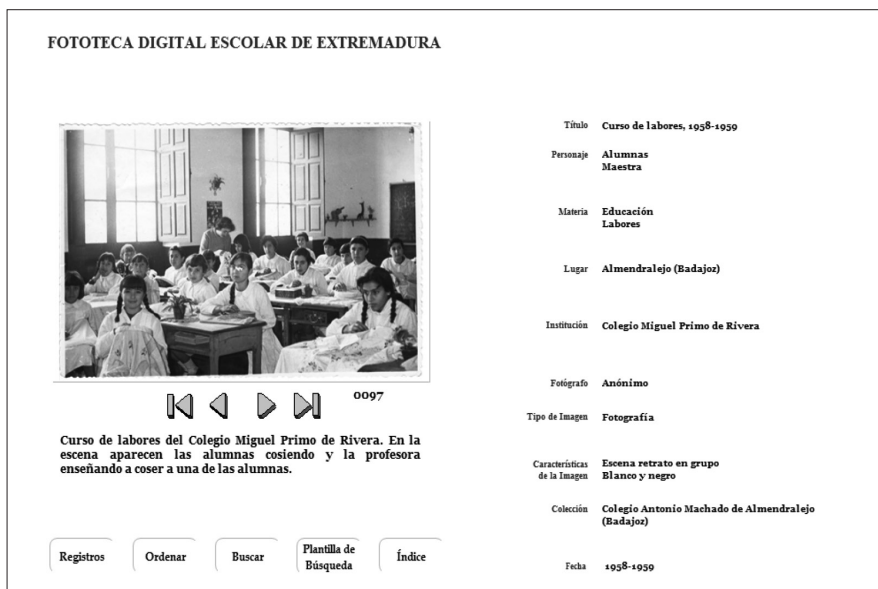 FOTOTECA DIGITAL ESCOLAR DE EXTREMADURA
0097
Curso de labores del Colegio Miguel Primo de Rivera. En la
escena aparecen las alumnas cosiendo y la profesora
enseñando a coser a una de las alumnas.
Registros
Ordenar
Buscar
Plantilla de
Búsqueda
Índice
Título Curso de labores, 1958-1959
Personaje Alumnas
Maestra
Materia Educación
Labores
Lugar Almendralejo (Badajoz)
Institución Colegio Miguel Primo de Rivera
Fotógrafo Anónimo
Tipo de Imagen Fotografía
Características Escena retrato en grupo
de la Imagen Blanco y negro
Colección Colegio Antonio Machado de Almendralejo
(Badajoz)
Fecha 1958-1959